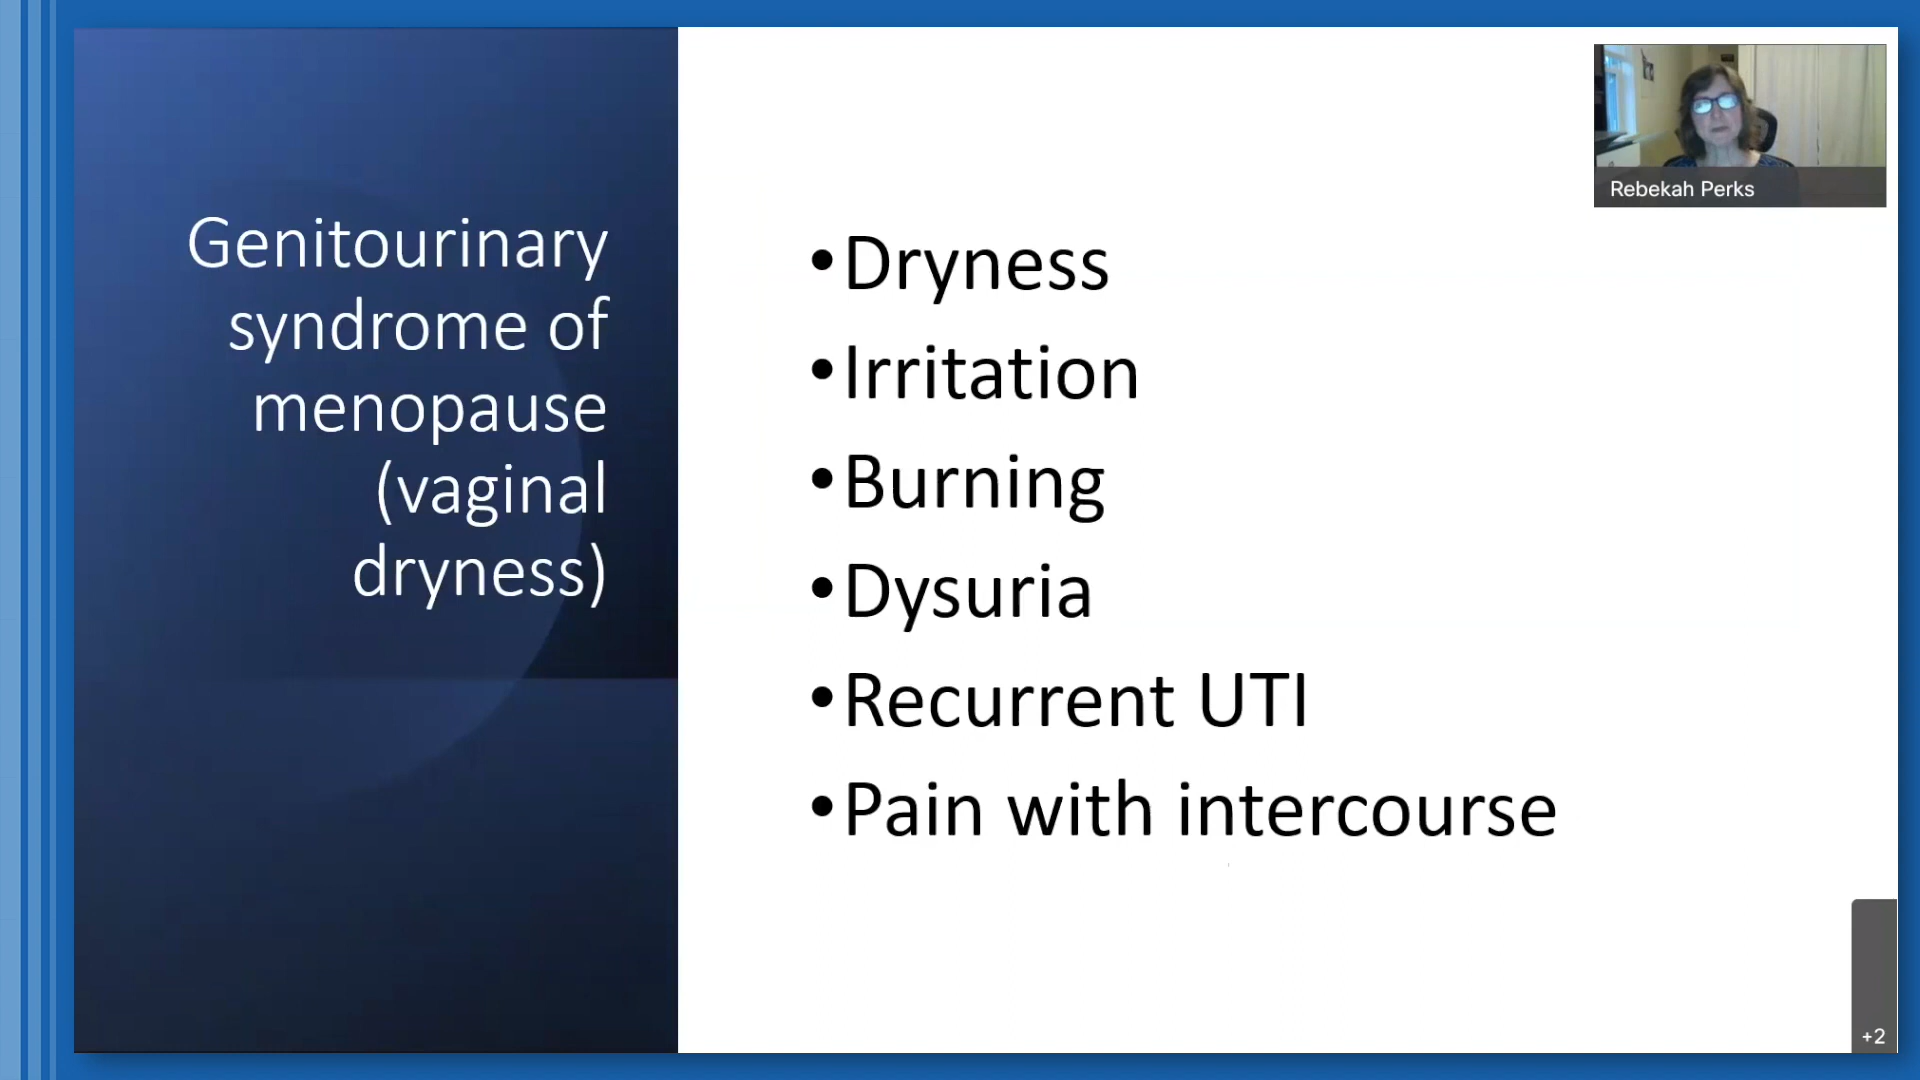 Genitourinary
syndrome of
menopause
(vaginal
dryness)
•Dryness
•Irritation
•Burning
•Dysuria
•Recurrent UTI
•Pain with intercourse
Rebekah Perks
+2